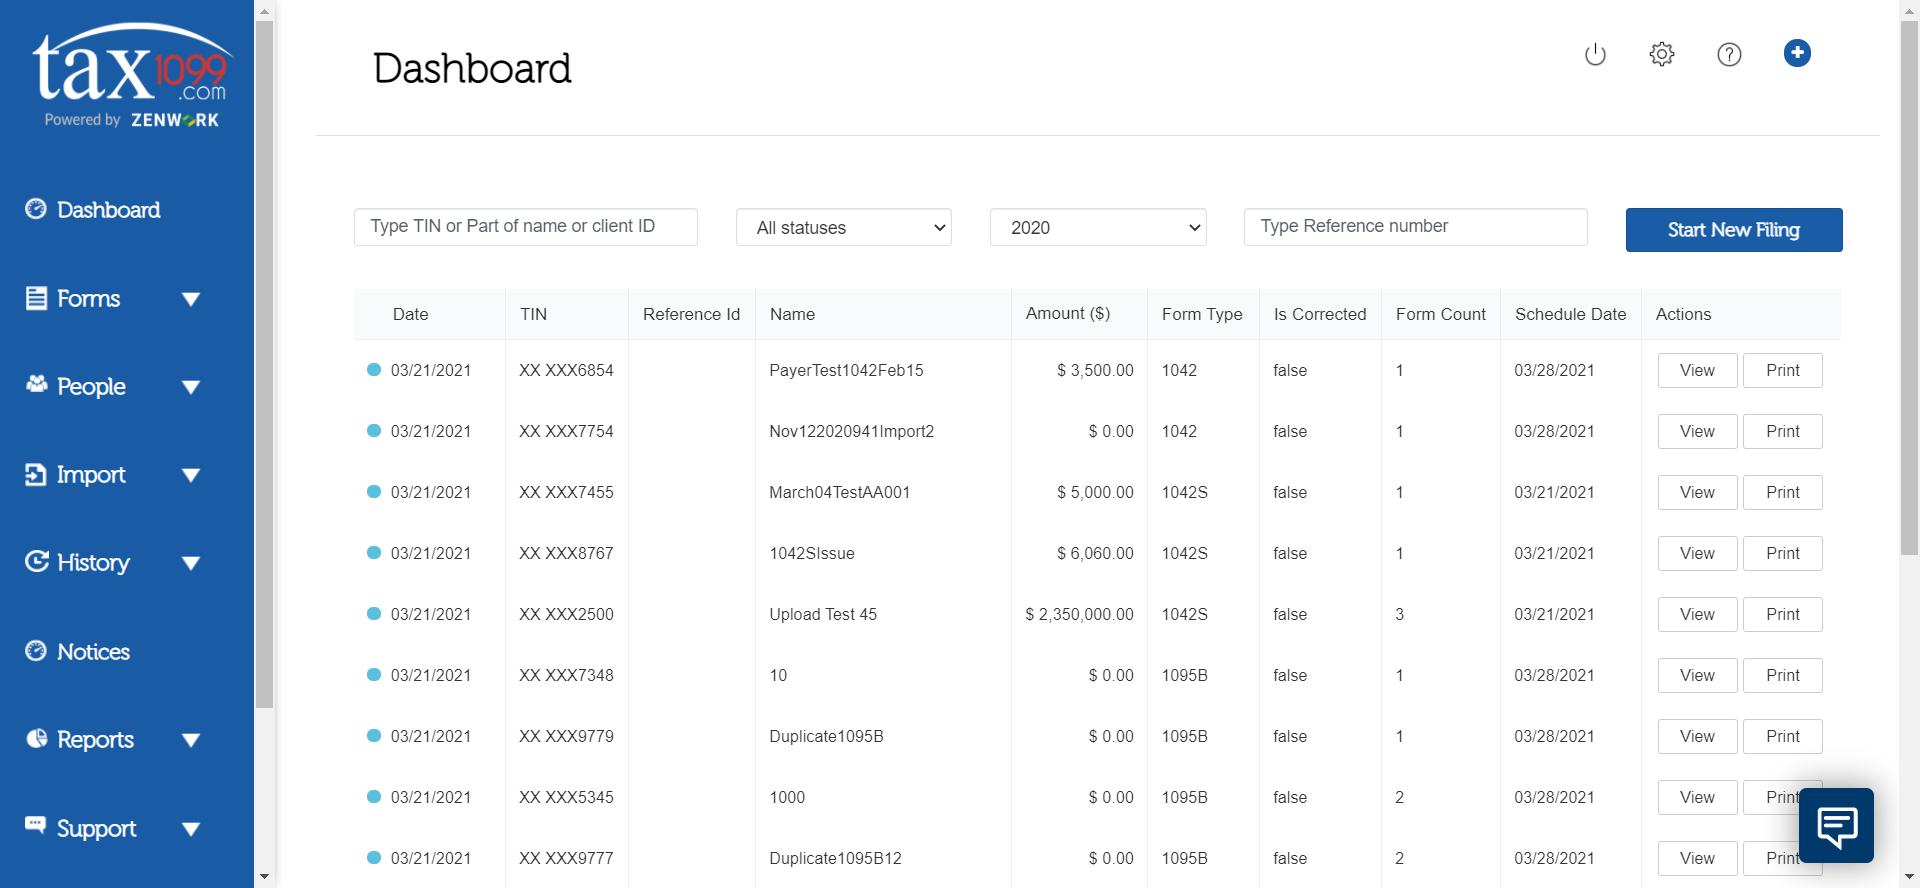 tax1099
.com
Powered by ZENWORK
Dashboard
Forms
People
Import
History
Notices
Reports
Support
Dashboard
Type TIN or Part of name or client ID
All statuses
2020
Type Reference number
Start New Filing
Date TIN Reference Id Name Amount ($) Form Type Is Corrected Form Count Schedule Date Actions
03/21/2021 XX XXX6854 PayerTest1042Feb15 $ 3,500.00 1042 false 1 03/28/2021 View Print
03/21/2021 XX XXX7754 Nov122020941Import2 $ 0.00 1042 false 1 03/28/2021 View Print
03/21/2021 XX XXX7455 March04TestAA001 $ 5,000.00 1042S false 1 03/21/2021 View Print
03/21/2021 XX XXX8767 1042SIssue $ 6,060.00 1042S false 1 03/21/2021 View Print
03/21/2021 XX XXX2500 Upload Test 45 $ 2,350,000.00 1042S false 3 03/21/2021 View Print
03/21/2021 XX XXX7348 10 $ 0.00 1095B false 1 03/28/2021 View Print
03/21/2021 XX XXX9779 Duplicate1095B $ 0.00 1095B false 1 03/28/2021 View Print
03/21/2021 XX XXX5345 1000 $ 0.00 1095B false 2 03/28/2021 View Print
03/21/2021 XX XXX9777 Duplicate1095B12 $ 0.00 1095B false 2 03/28/2021 View Print